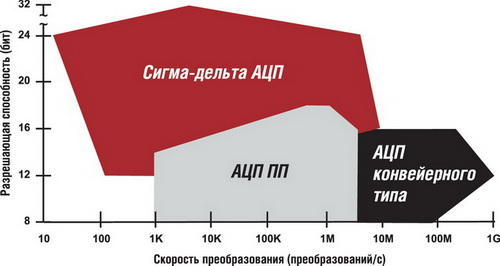 Разрешающая способность (бит)
32
28
24
20
16
12
8
Сигма-дельта АЦП
АЦП ПП
АЦП
конвейерного
типа
10 100 1K 10K 100K 1M 10M 100M 1G
Скорость преобразования (преобразований/с)